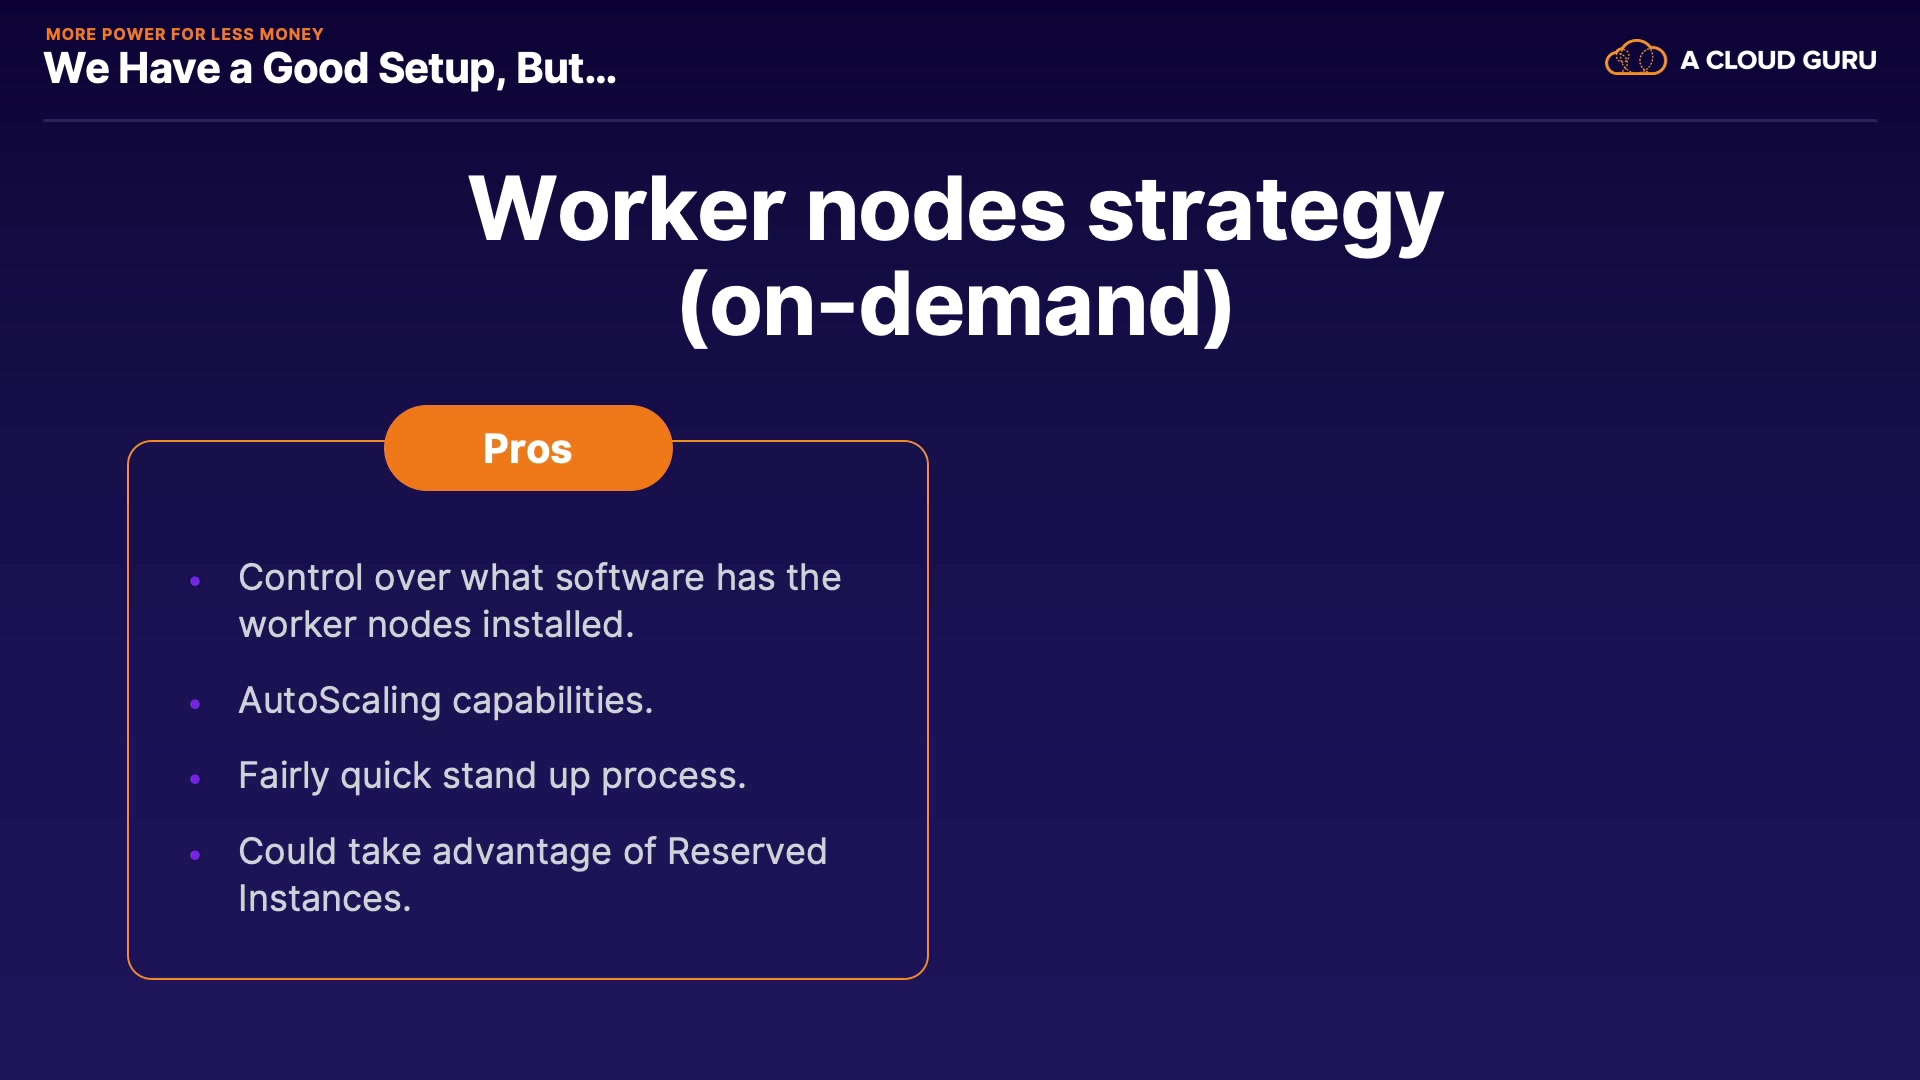 MORE POWER FOR LESS MONEY
We Have a Good Setup, But...
A CLOUD GURU
Worker nodes strategy
(on-demand)
Pros
• Control over what software has the
worker nodes installed.
• AutoScaling capabilities.
• Fairly quick stand up process.
• Could take advantage of Reserved
Instances.